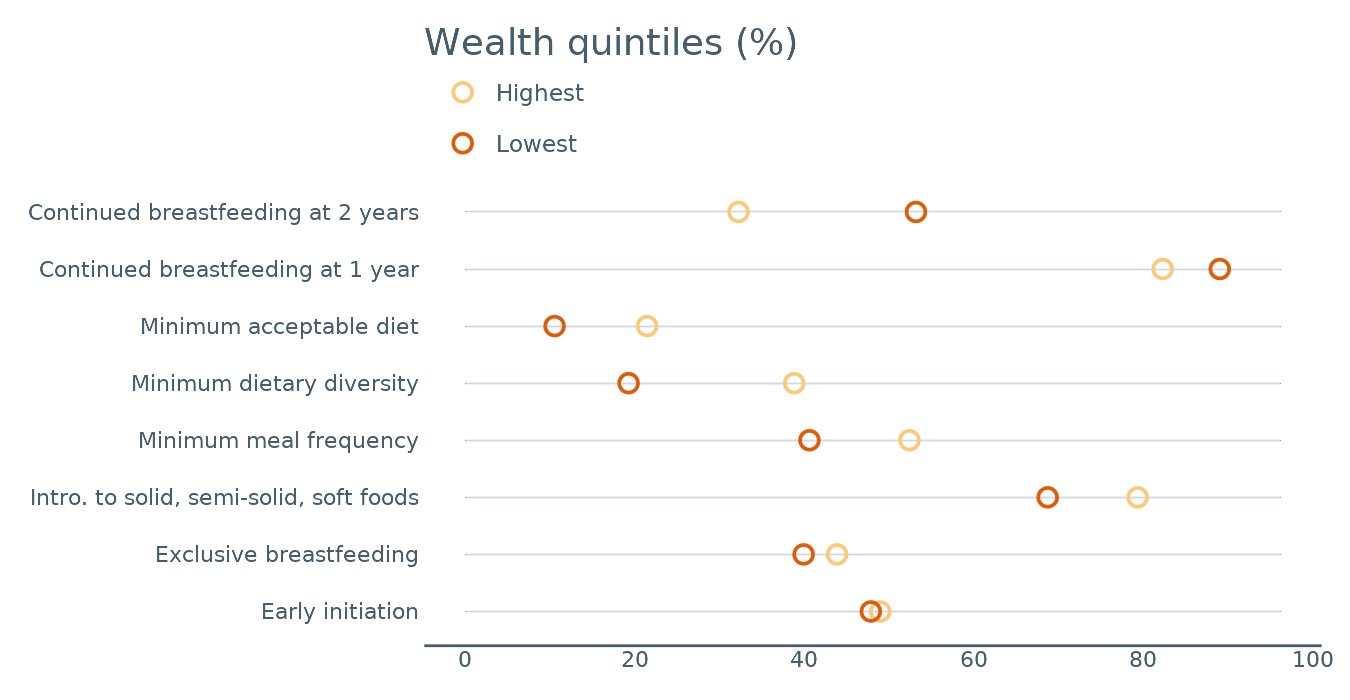 Wealth quintiles (%)
Highest
Lowest
Continued breastfeeding at 2 years
Continued breastfeeding at 1 year
Minimum acceptable diet
Minimum dietary diversity
Minimum meal frequency
Intro. to solid, semi-solid, soft foods
Exclusive breastfeeding
Early initiation
0 20 40 60 80 100